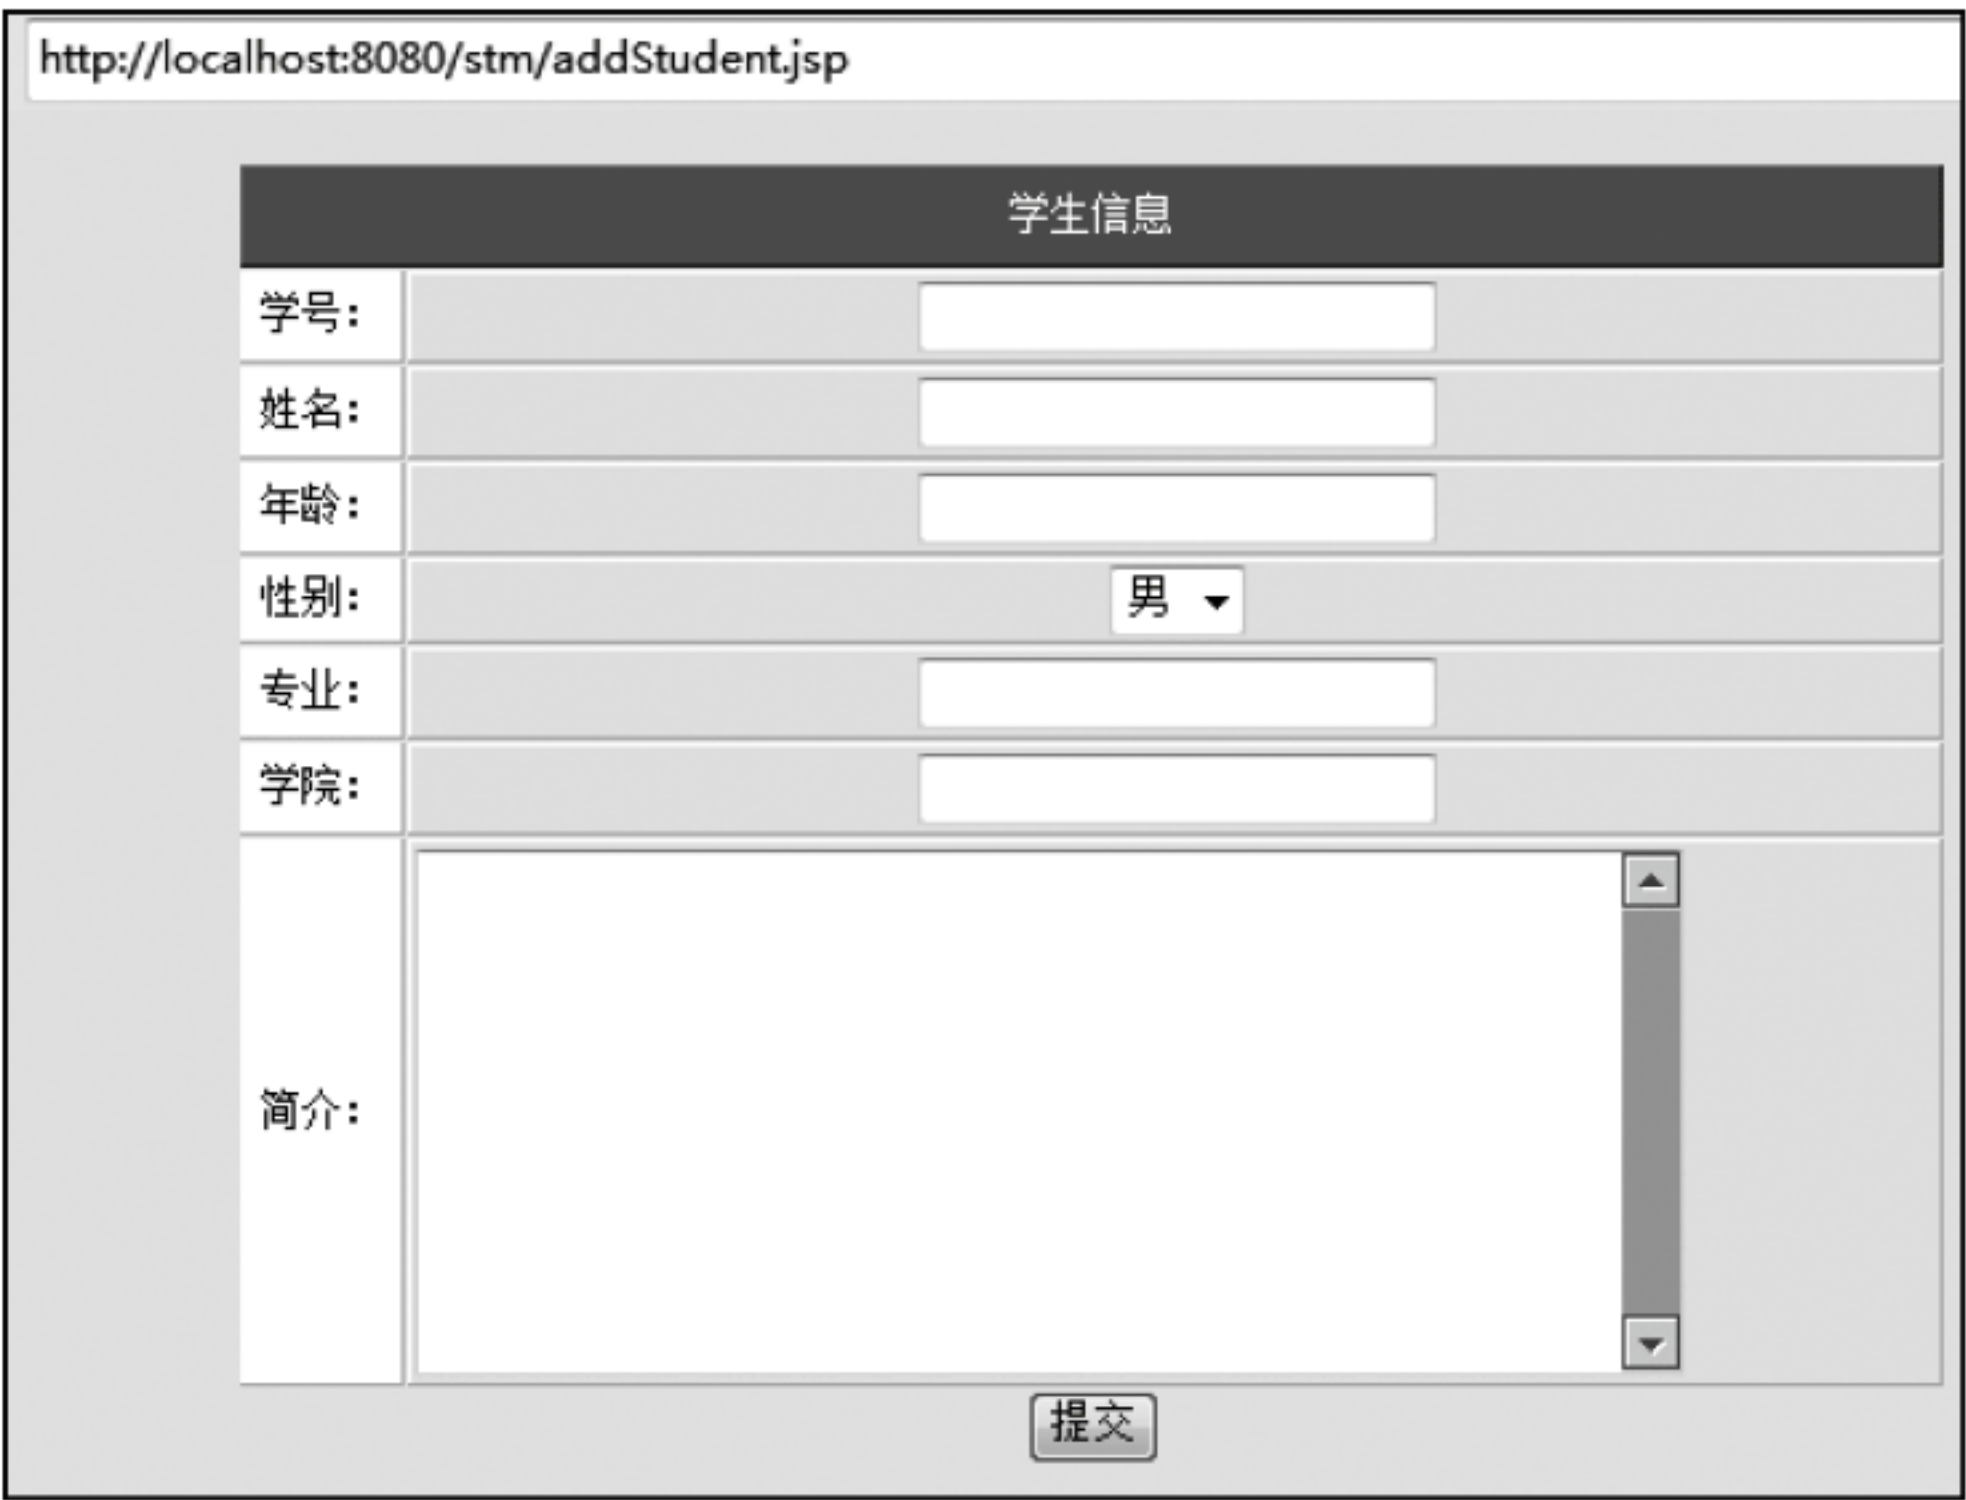 http://localhost:8080/stm/addStudent.jsp
学生信息
学号：
姓名：
年龄：
性别： 男
专业：
学院：
简介：
提交